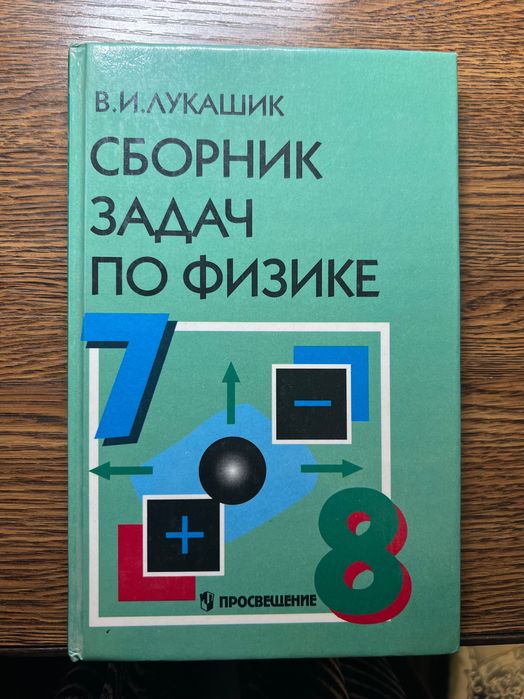 В.И.ЛУКАШИК
СБОРНИК
ЗАДАЧ
ПО ФИЗИКЕ
7
−
+
8
ПРОСВЕЩЕНИЕ